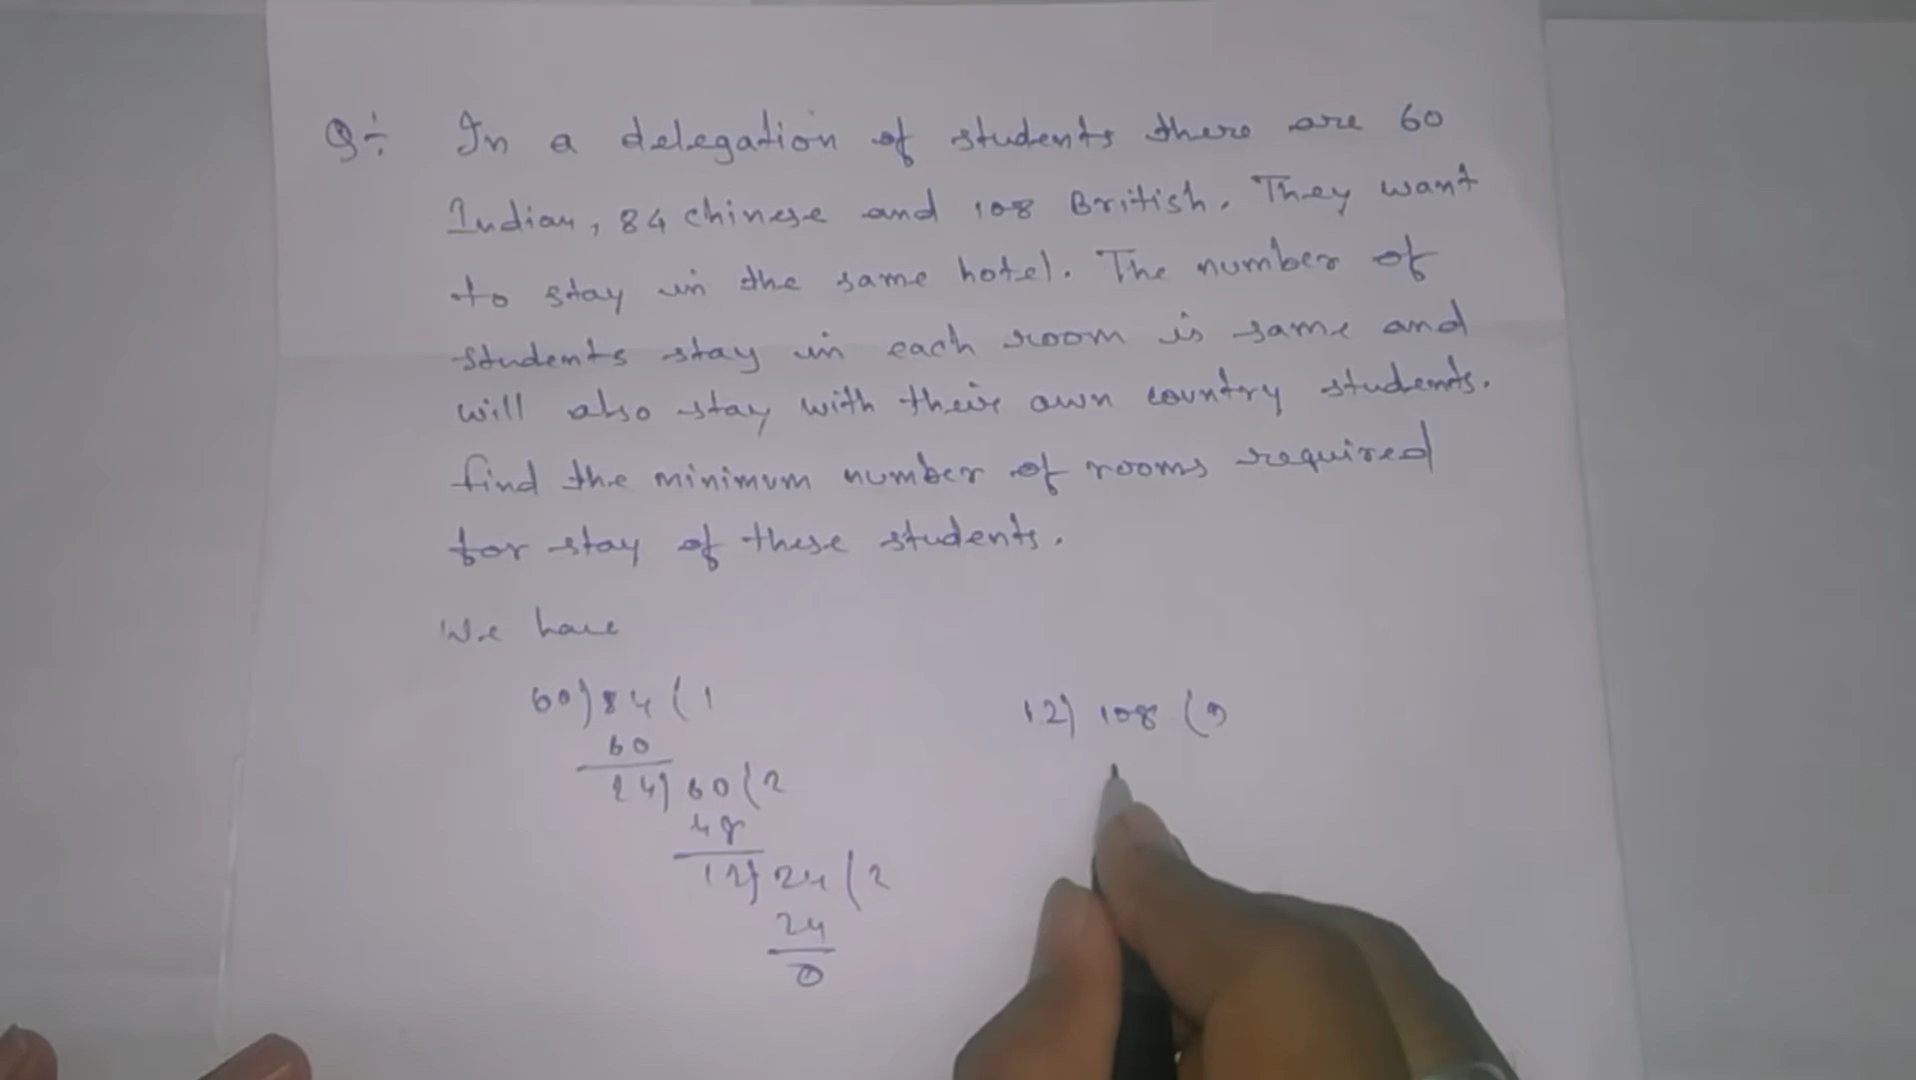 Q÷ In a delegation of students there are 60
Indian, 84 chinese and 108 British. They want
to stay in the same hotel. The number of
students stay in each room is same and
will also stay with their own country students.
find the minimum number of rooms required
for stay of these students.
We have
60)84(1
60
24)60(2
48
12)24(2
24
0
12)108(9